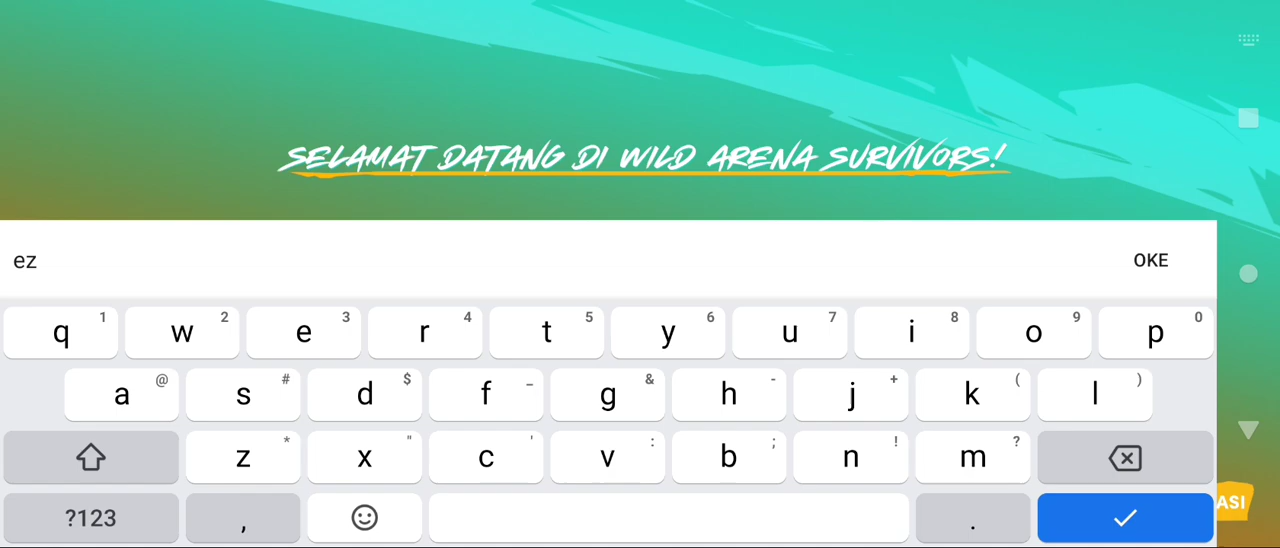 SELAMAT DATANG DI WILD ARENA SURVIVORS!
ez
OKE
q 1 w 2 e 3 r 4 t 5 y 6 u 7 i 8 o 9 p 0
a @ s # d $ f _ g & h - j + k ( l )
z * x " c ' v : b ; n ! m ?
ASI
?123 , .